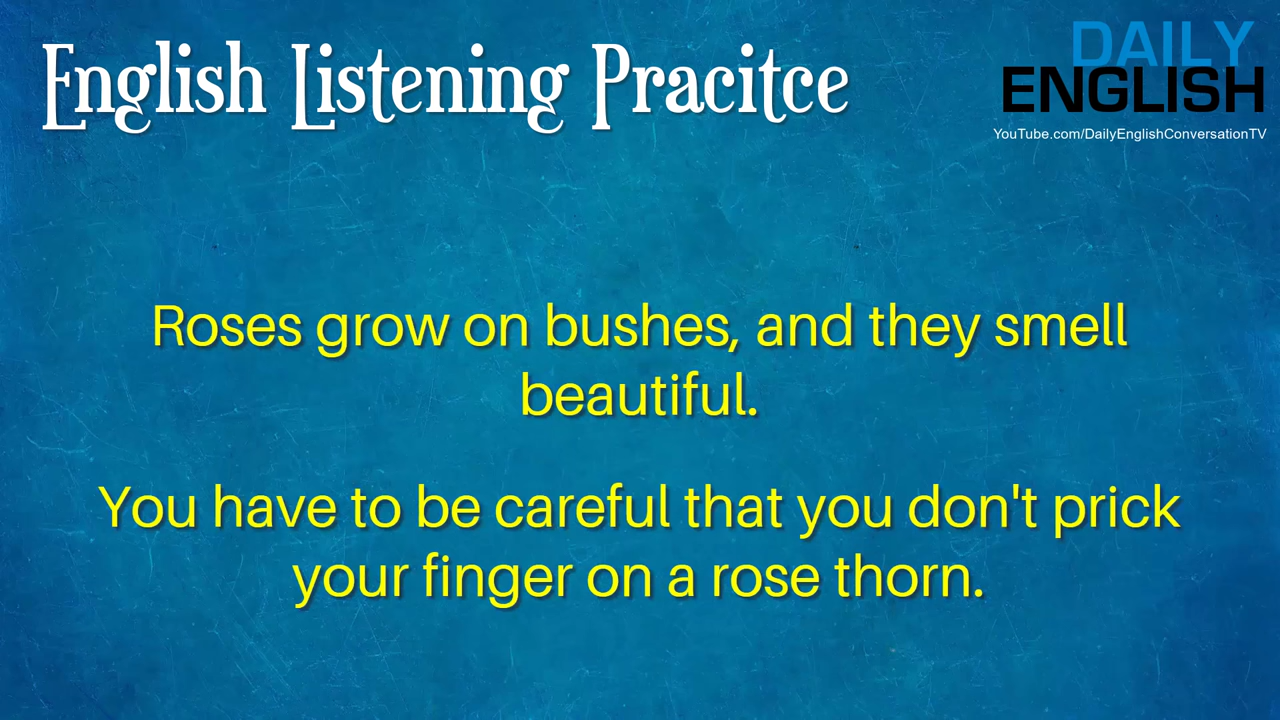 English Listening Pracitce
DAILY
ENGLISH
YouTube.com/DailyEnglishConversationTV
Roses grow on bushes, and they smell
beautiful.
You have to be careful that you don't prick
your finger on a rose thorn.